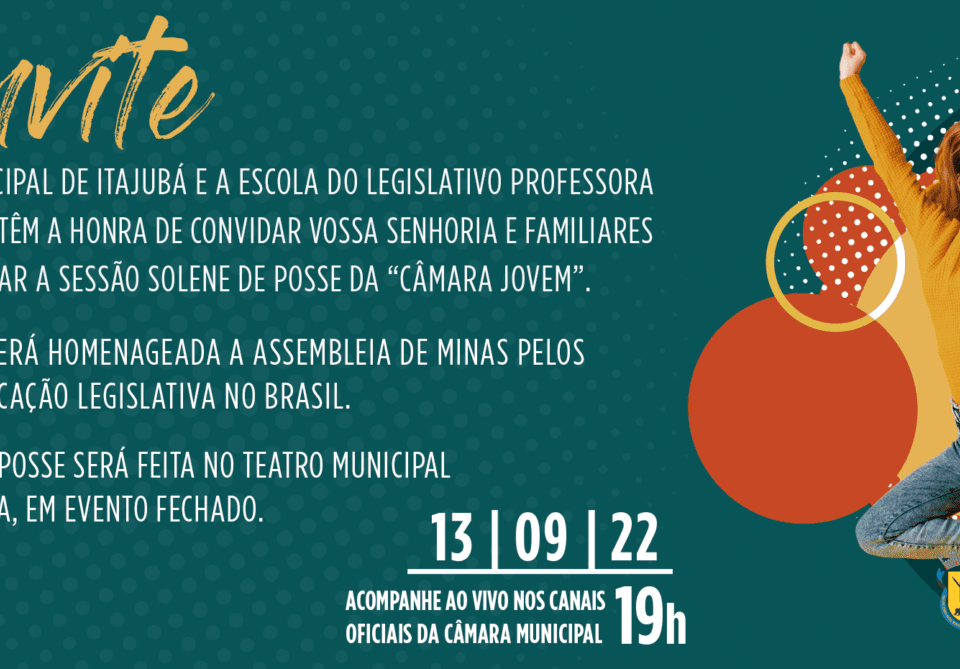 nvite
CIPAL DE ITAJUBÁ E A ESCOLA DO LEGISLATIVO PROFESSORA
TÊM A HONRA DE CONVIDAR VOSSA SENHORIA E FAMILIARES
AR A SESSÃO SOLENE DE POSSE DA “CÂMARA JOVEM”.
ERÁ HOMENAGEADA A ASSEMBLEIA DE MINAS PELOS
CAÇÃO LEGISLATIVA NO BRASIL.
POSSE SERÁ FEITA NO TEATRO MUNICIPAL
A, EM EVENTO FECHADO.
13 | 09 | 22
ACOMPANHE AO VIVO NOS CANAIS
OFICIAIS DA CÂMARA MUNICIPAL 19h